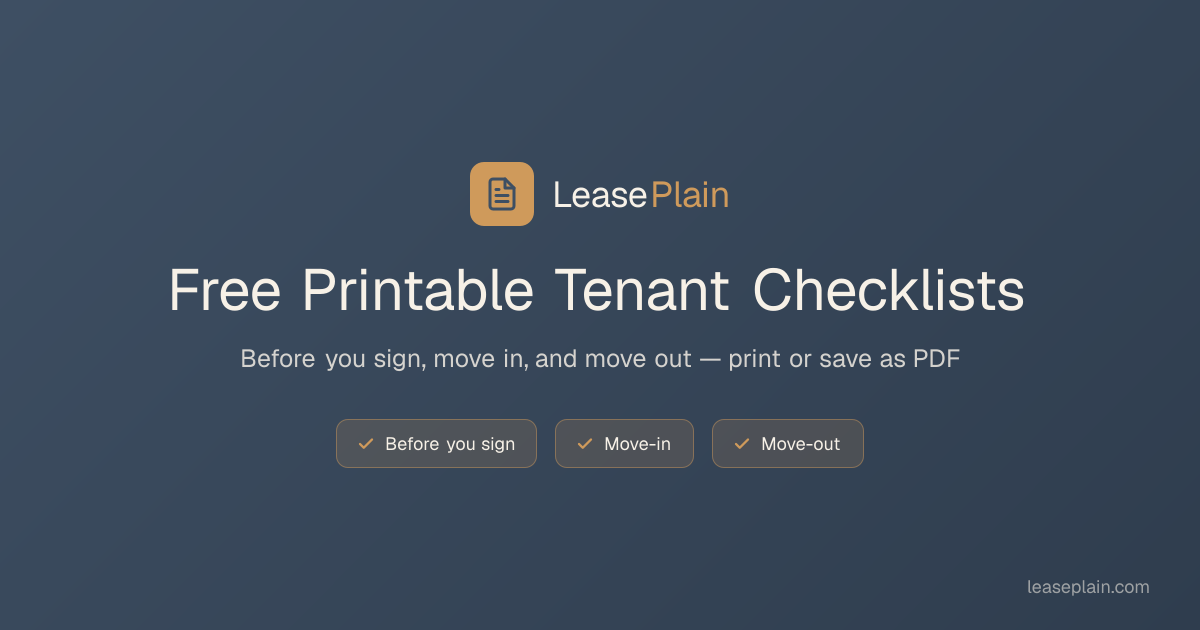 LeasePlain
Free Printable Tenant Checklists
Before you sign, move in, and move out — print or save as PDF
Before you sign
Move-in
Move-out
leaseplain.com